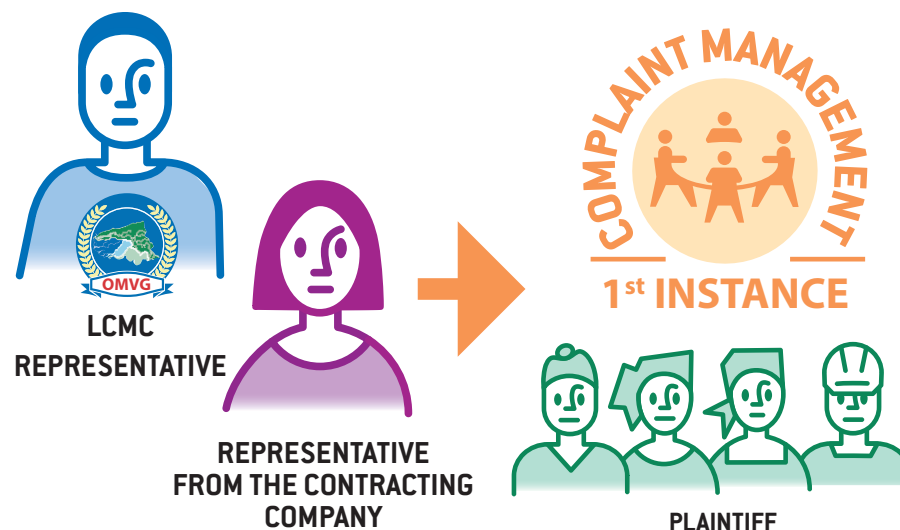 COMPLAINT MANAGEMENT
1st INSTANCE
OMVG
LCMC
REPRESENTATIVE
REPRESENTATIVE
FROM THE CONTRACTING
COMPANY
PLAINTIFF